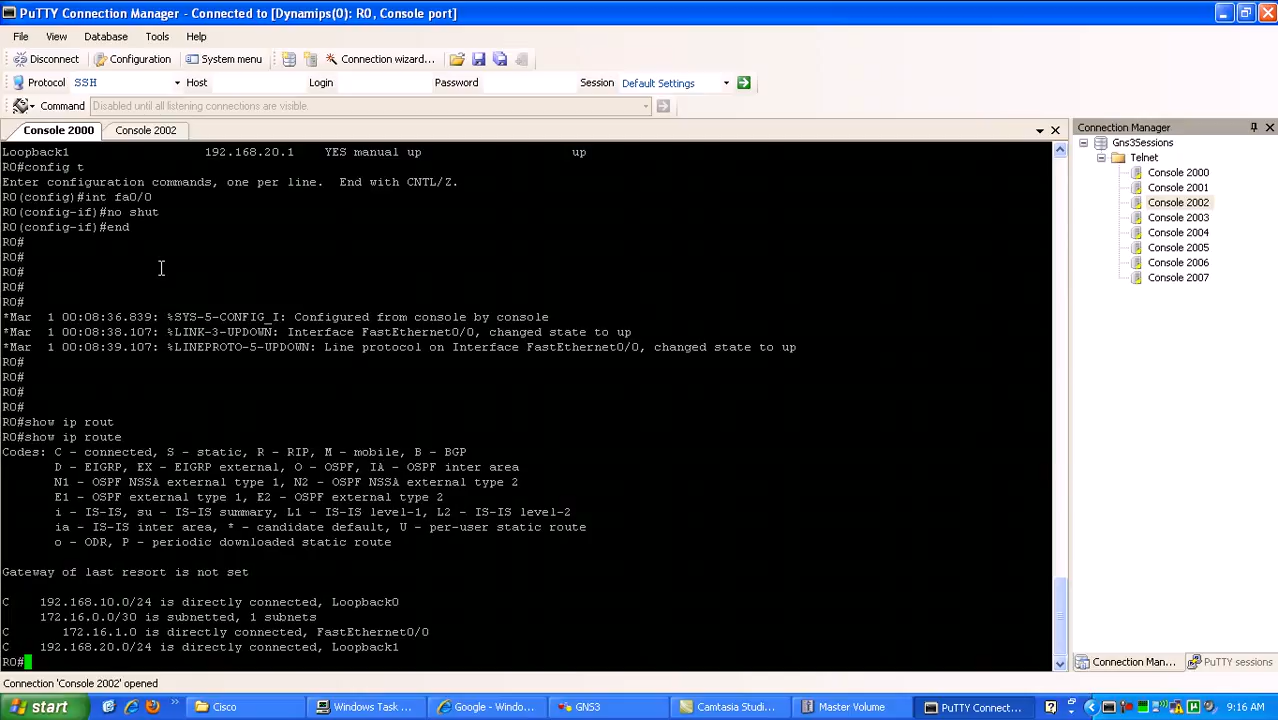 PuTTY Connection Manager - Connected to [Dynamips(0): R0, Console port]
File View Database Tools Help
Disconnect Configuration System menu Connection wizard...
Protocol SSH Host Login Password Session Default Settings
Command Disabled until all listening connections are visible.
Console 2000 Console 2002
Loopback1 192.168.20.1 YES manual up up
R0#config t
Enter configuration commands, one per line. End with CNTL/Z.
R0(config)#int fa0/0
R0(config-if)#no shut
R0(config-if)#end
R0#
R0#
R0#
R0#
R0#
*Mar 1 00:08:36.839: %SYS-5-CONFIG_I: Configured from console by console
*Mar 1 00:08:38.107: %LINK-3-UPDOWN: Interface FastEthernet0/0, changed state to up
*Mar 1 00:08:39.107: %LINEPROTO-5-UPDOWN: Line protocol on Interface FastEthernet0/0, changed state to up
R0#
R0#
R0#
R0#
R0#show ip rout
R0#show ip route
Codes: C - connected, S - static, R - RIP, M - mobile, B - BGP
D - EIGRP, EX - EIGRP external, O - OSPF, IA - OSPF inter area
N1 - OSPF NSSA external type 1, N2 - OSPF NSSA external type 2
E1 - OSPF external type 1, E2 - OSPF external type 2
i - IS-IS, su - IS-IS summary, L1 - IS-IS level-1, L2 - IS-IS level-2
ia - IS-IS inter area, * - candidate default, U - per-user static route
o - ODR, P - periodic downloaded static route
Gateway of last resort is not set
C 192.168.10.0/24 is directly connected, Loopback0
172.16.0.0/30 is subnetted, 1 subnets
C 172.16.1.0 is directly connected, FastEthernet0/0
C 192.168.20.0/24 is directly connected, Loopback1
R0#
Connection Manager
Gns3Sessions
Telnet
Console 2000
Console 2001
Console 2002
Console 2003
Console 2004
Console 2005
Console 2006
Console 2007
Connection Man... PuTTY sessions
Connection 'Console 2002' opened
start Cisco Windows Task ... Google - Windo... GNS3 Camtasia Studi... Master Volume PuTTY Connect... 9:16 AM